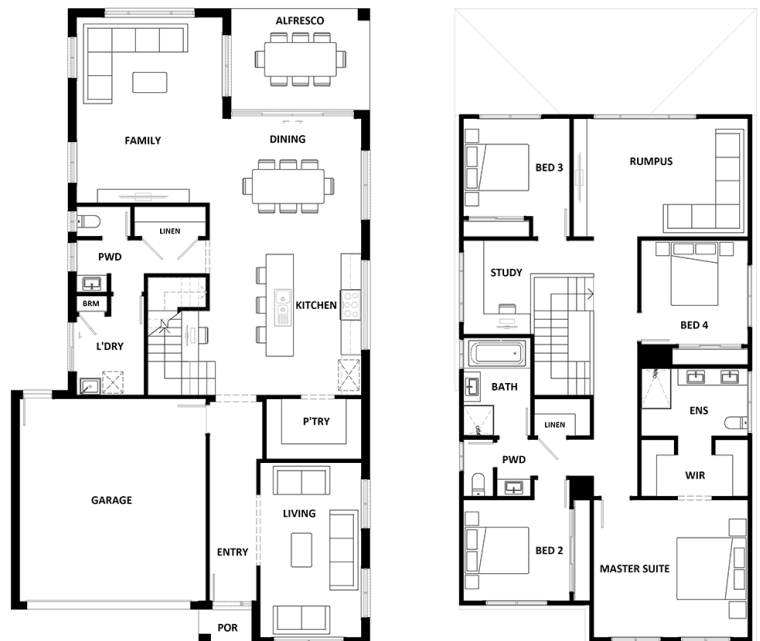 ALFRESCO
FAMILY
DINING
LINEN
PWD
BRM
KITCHEN
L'DRY
P'TRY
GARAGE
LIVING
ENTRY
POR
BED 3
RUMPUS
STUDY
BED 4
BATH
ENS
LINEN
PWD
WIR
BED 2
MASTER SUITE